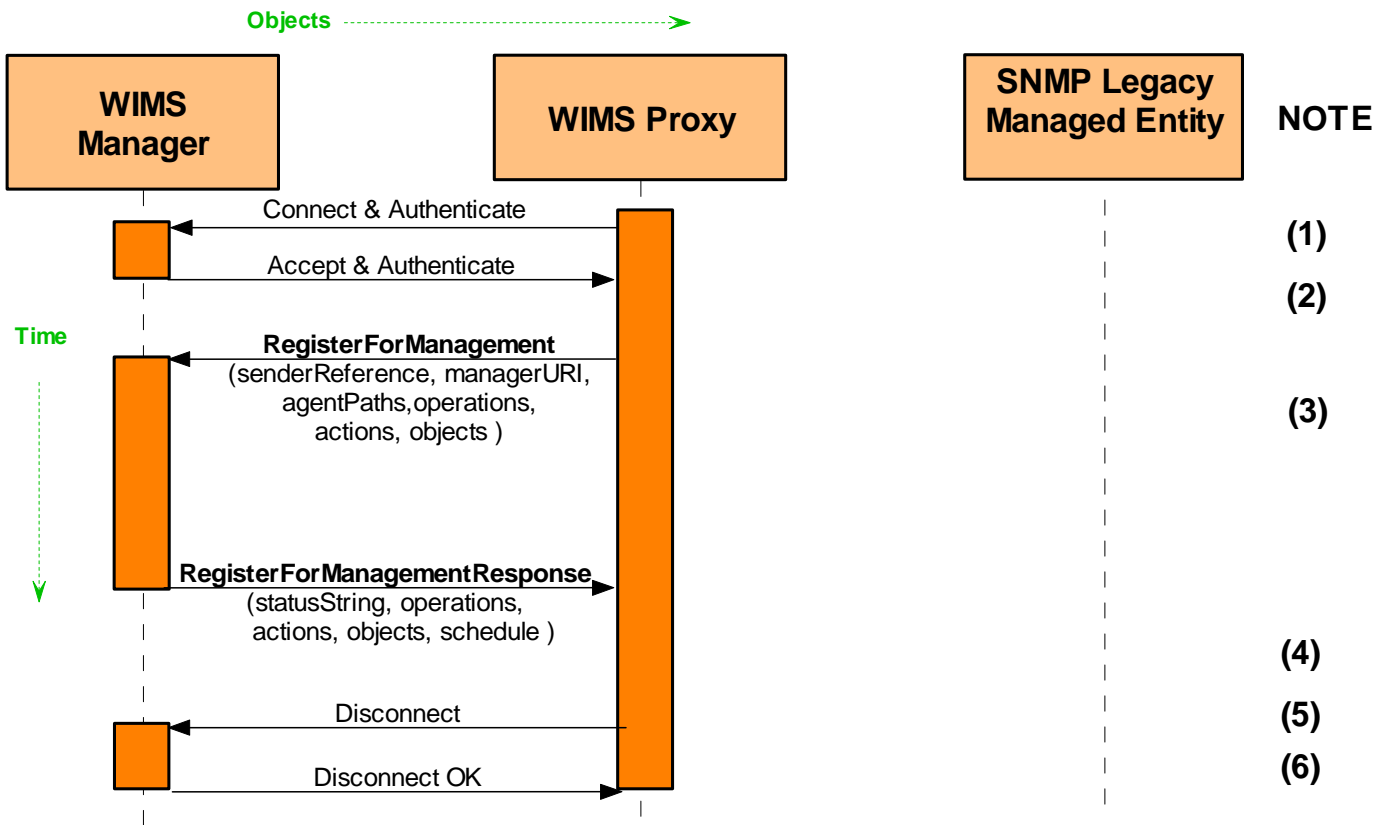 Objects
WIMS
Manager
WIMS Proxy
SNMP Legacy
Managed Entity
NOTE
Connect & Authenticate
(1)
Accept & Authenticate
(2)
Time
RegisterForManagement
(senderReference, managerURI,
agentPaths,operations,
actions, objects )
(3)
RegisterForManagementResponse
(statusString, operations,
actions, objects, schedule )
(4)
Disconnect
(5)
Disconnect OK
(6)